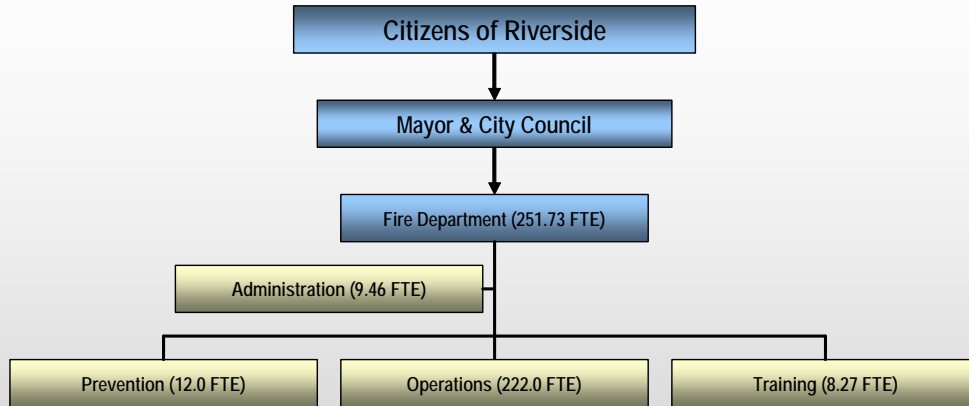 Citizens of Riverside
Mayor & City Council
Fire Department (251.73 FTE)
Administration (9.46 FTE)
Prevention (12.0 FTE)
Operations (222.0 FTE)
Training (8.27 FTE)